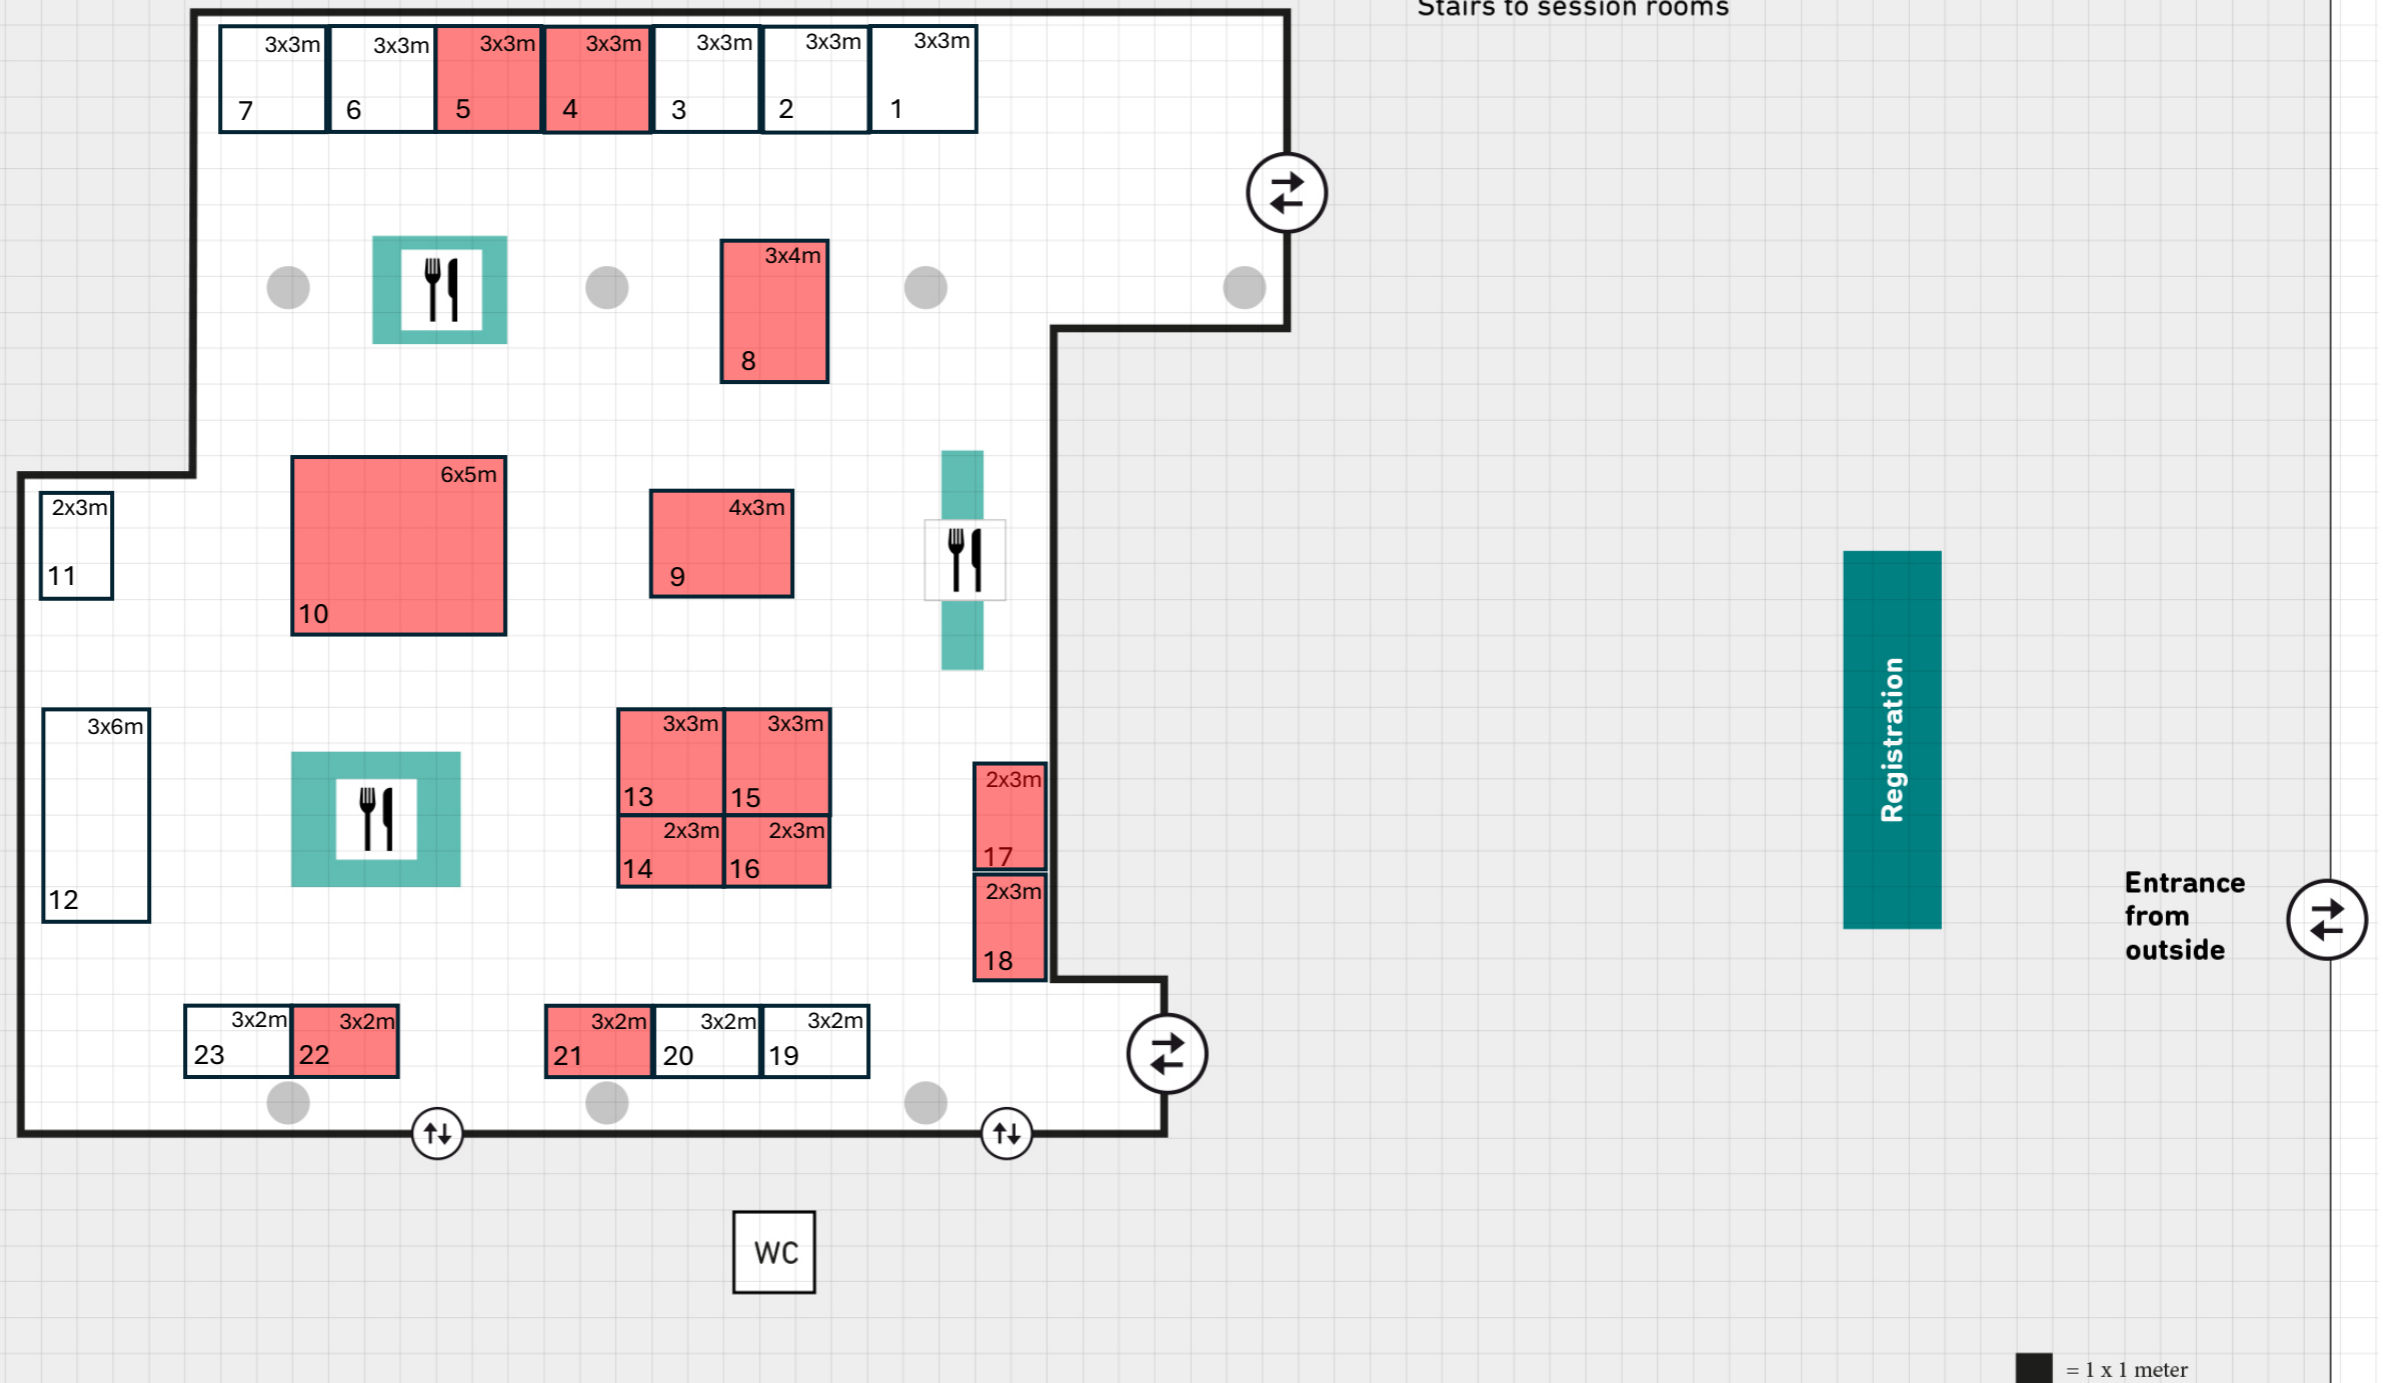 Stairs to session rooms
3x3m
7
3x3m
6
3x3m
5
3x3m
4
3x3m
3
3x3m
2
3x3m
1
3x4m
8
2x3m
11
6x5m
10
4x3m
9
3x6m
12
3x3m
13
3x3m
15
2x3m
14
2x3m
16
2x3m
17
2x3m
18
Registration
Entrance
from
outside
3x2m
23
3x2m
22
3x2m
21
3x2m
20
3x2m
19
WC
= 1 x 1 meter